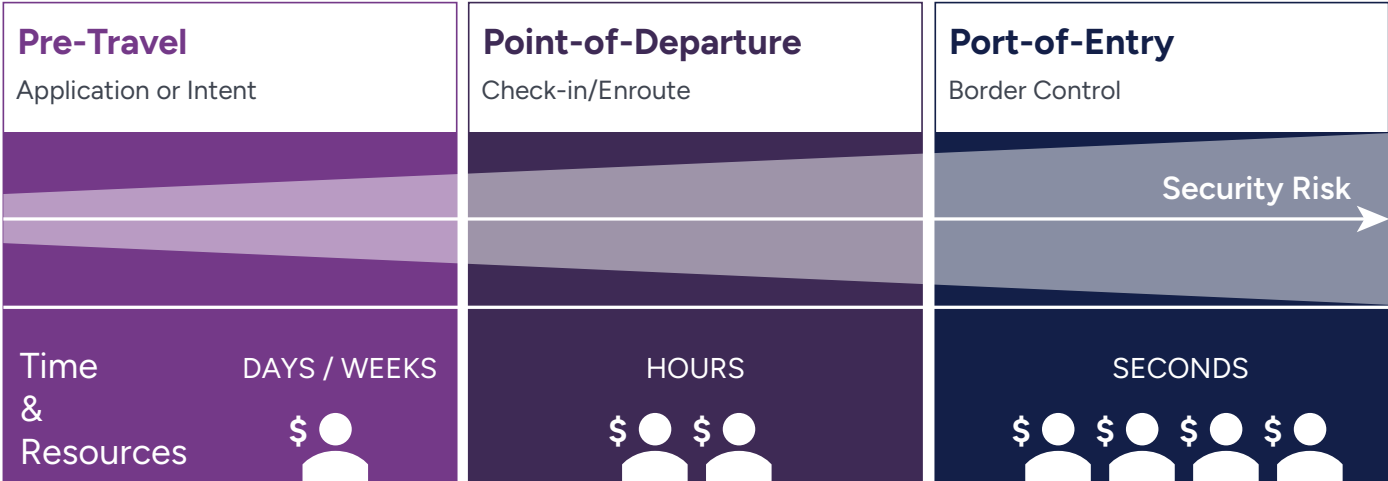 Pre-Travel
Application or Intent
Point-of-Departure
Check-in/Enroute
Port-of-Entry
Border Control
Security Risk
Time
&
Resources
DAYS / WEEKS
$
HOURS
$ $
SECONDS
$ $ $ $